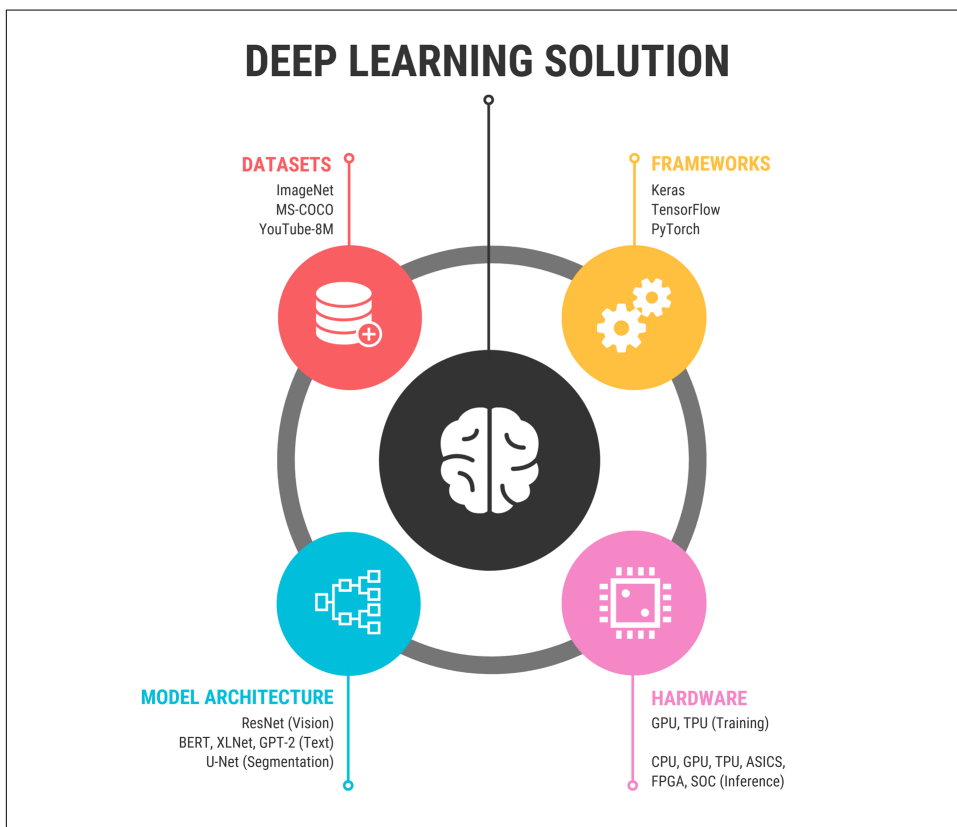 DEEP LEARNING SOLUTION
DATASETS
ImageNet
MS-COCO
YouTube-8M
FRAMEWORKS
Keras
TensorFlow
PyTorch
MODEL ARCHITECTURE
ResNet (Vision)
BERT, XLNet, GPT-2 (Text)
U-Net (Segmentation)
HARDWARE
GPU, TPU (Training)
CPU, GPU, TPU, ASICS,
FPGA, SOC (Inference)